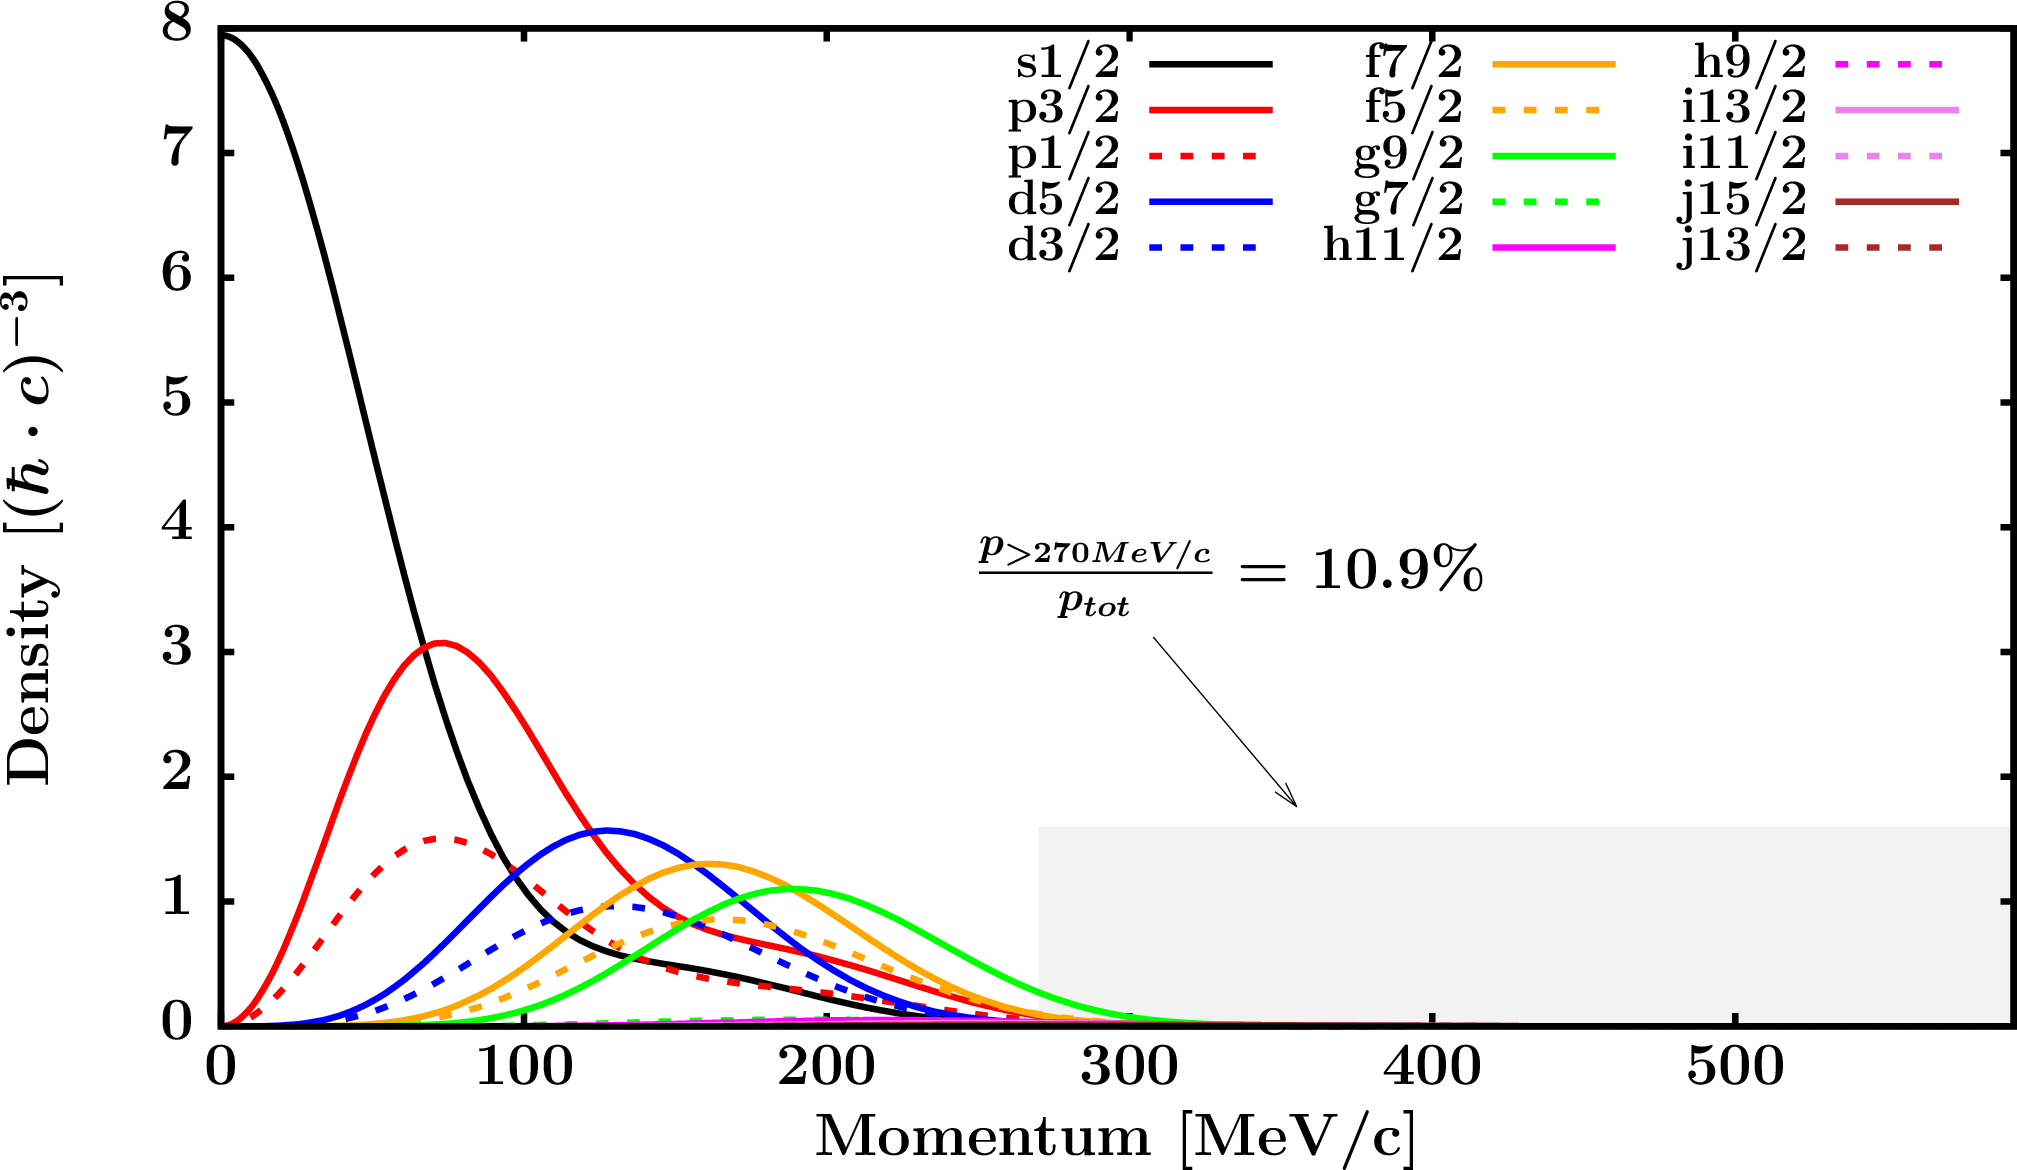 8
7
6
5
4
3
2
1
0
Density [(ℏ · c)⁻³]
s1/2
p3/2
p1/2
d5/2
d3/2
f7/2
f5/2
g9/2
g7/2
h11/2
h9/2
i13/2
i11/2
j15/2
j13/2
p>270MeV/c
= 10.9%
ptot
0 100 200 300 400 500
Momentum [MeV/c]